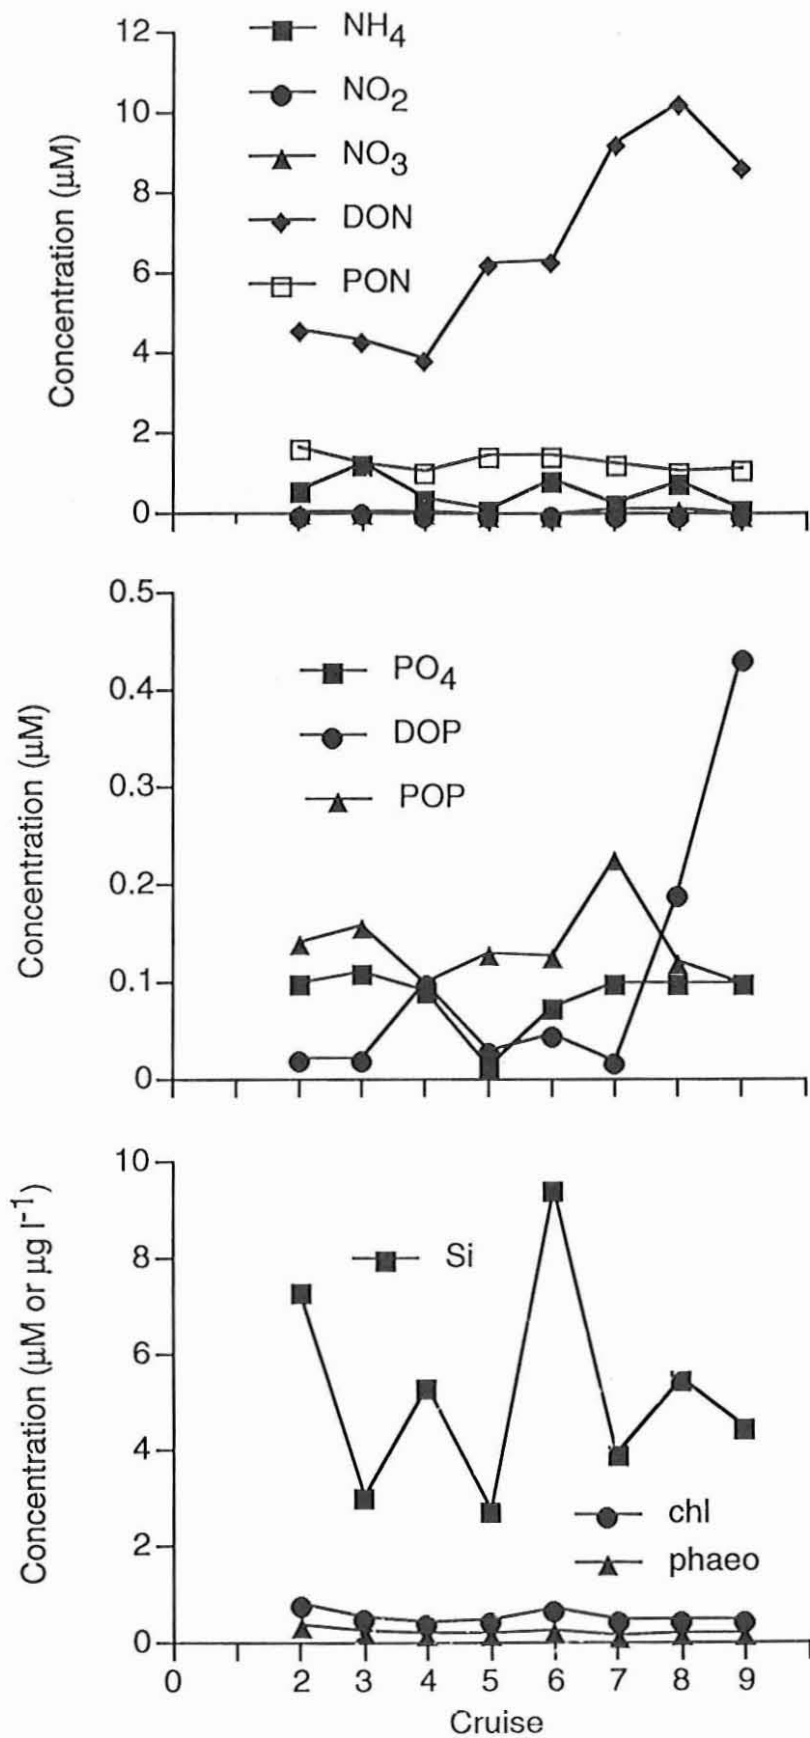 Concentration (µM)
12
10
8
6
4
2
0
NH4
NO2
NO3
DON
PON
Concentration (µM)
0.5
0.4
0.3
0.2
0.1
0
PO4
DOP
POP
Concentration (µM or µg l-1)
10
8
6
4
2
0
Si
chl
phaeo
0 2 3 4 5 6 7 8 9
Cruise